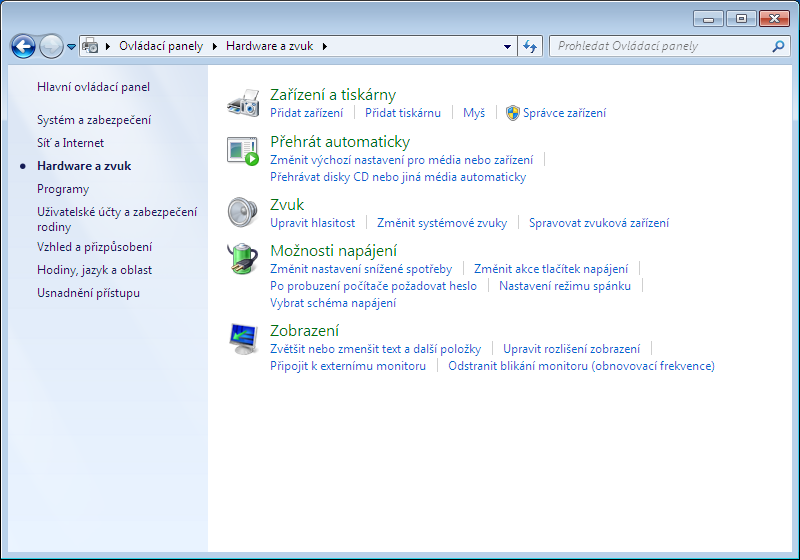 Ovládací panely Hardware a zvuk
Prohledat Ovládací panely
Hlavní ovládací panel
Systém a zabezpečení
Síť a Internet
Hardware a zvuk
Programy
Uživatelské účty a zabezpečení
rodiny
Vzhled a přizpůsobení
Hodiny, jazyk a oblast
Usnadnění přístupu
Zařízení a tiskárny
Přidat zařízení Přidat tiskárnu Myš Správce zařízení
Přehrát automaticky
Změnit výchozí nastavení pro média nebo zařízení
Přehrávat disky CD nebo jiná média automaticky
Zvuk
Upravit hlasitost Změnit systémové zvuky Spravovat zvuková zařízení
Možnosti napájení
Změnit nastavení snížené spotřeby Změnit akce tlačítek napájení
Po probuzení počítače požadovat heslo Nastavení režimu spánku
Vybrat schéma napájení
Zobrazení
Zvětšit nebo zmenšit text a další položky Upravit rozlišení zobrazení
Připojit k externímu monitoru Odstranit blikání monitoru (obnovovací frekvence)